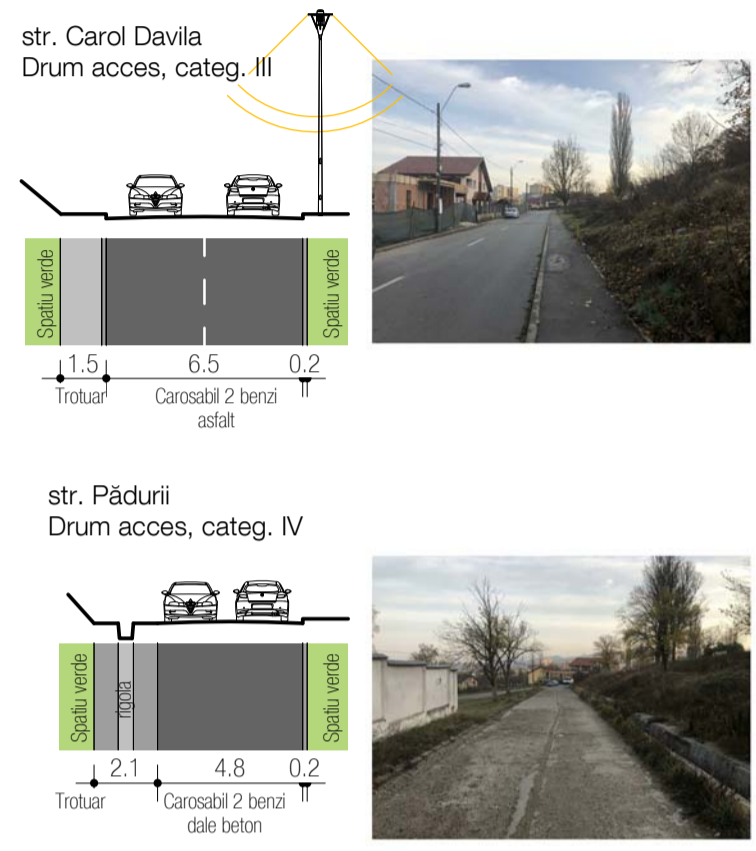 str. Carol Davila
Drum acces, categ. III
Spatiu verde
Spatiu verde
1.5 6.5 0.2
Trotuar Carosabil 2 benzi
asfalt
str. Pădurii
Drum acces, categ. IV
Spatiu verde
rigola
Spatiu verde
2.1 4.8 0.2
Trotuar Carosabil 2 benzi
dale beton